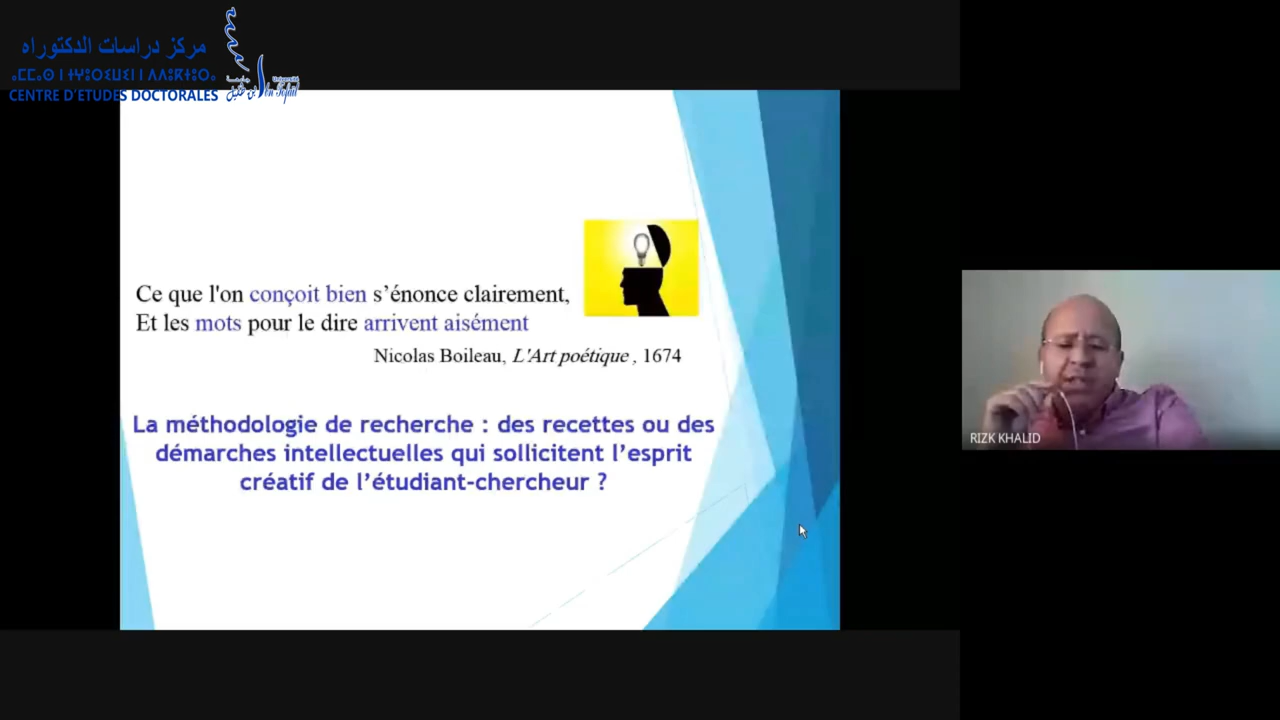 مركز دراسات الدكتوراه
CENTRE D'ETUDES DOCTORALES
Université
Ce que l'on conçoit bien s’énonce clairement,
Et les mots pour le dire arrivent aisément
Nicolas Boileau, L'Art poétique , 1674
La méthodologie de recherche : des recettes ou des
démarches intellectuelles qui sollicitent l’esprit
créatif de l’étudiant-chercheur ?
RIZK KHALID